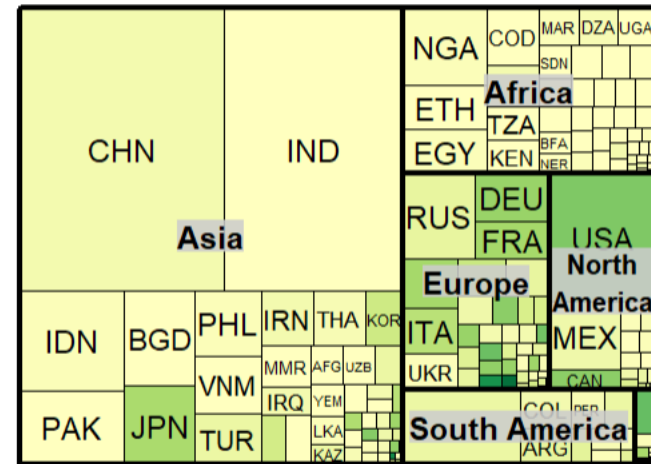 CHN
IND
Asia
IDN
BGD
PHL
IRN
THA
KOR
MMR
AFG
UZB
VNM
IRQ
YEM
PAK
JPN
TUR
LKA
KAZ
NGA
COD
MAR
DZA
UGA
SDN
Africa
ETH
TZA
BFA
EGY
KEN
NER
RUS
DEU
FRA
Europe
ITA
UKR
USA
North
America
MEX
CAN
COL
PER
South America
ARG